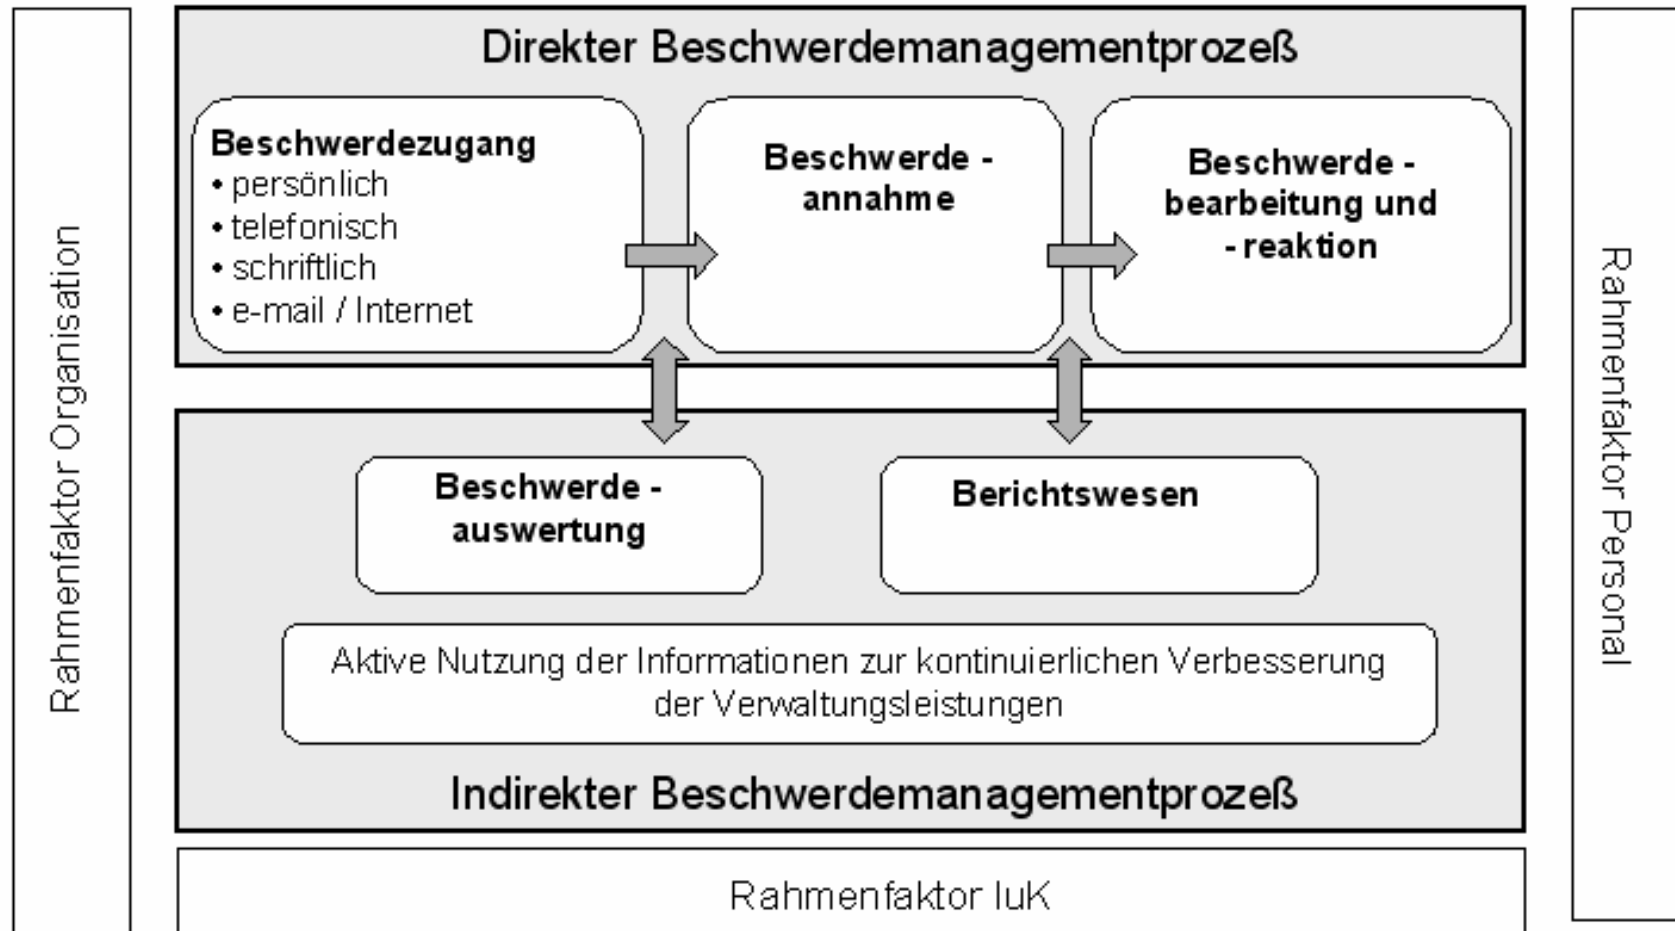 Direkter Beschwerdemanagementprozeß
Beschwerdezugang
• persönlich
• telefonisch
• schriftlich
• e-mail / Internet
Beschwerde -
annahme
Beschwerde -
bearbeitung und
- reaktion
Rahmenfaktor Organisation
Rahmenfaktor Personal
Beschwerde -
auswertung
Berichtswesen
Aktive Nutzung der Informationen zur kontinuierlichen Verbesserung
der Verwaltungsleistungen
Indirekter Beschwerdemanagementprozeß
Rahmenfaktor IuK